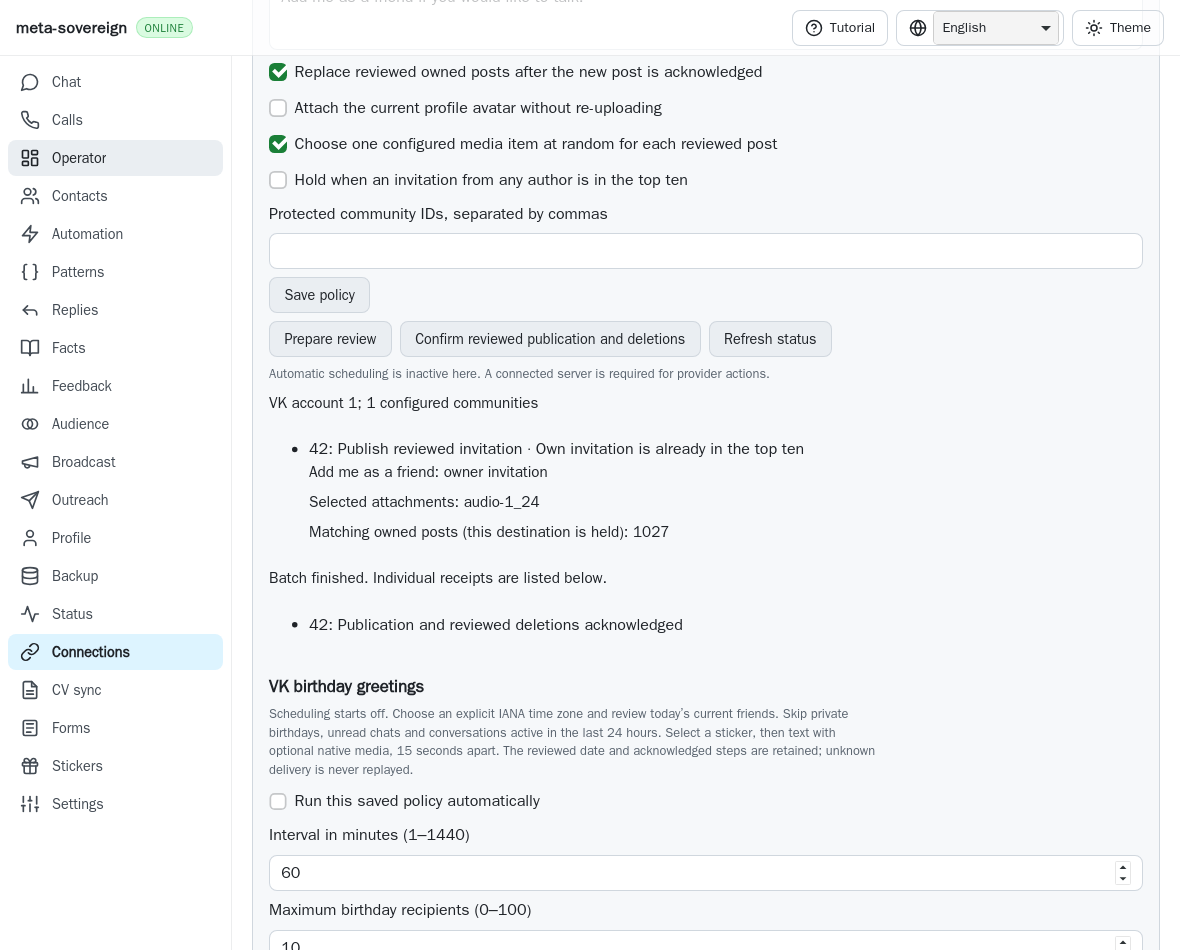 meta-sovereign ONLINE
Tutorial
English
Theme
Chat
Calls
Operator
Contacts
Automation
Patterns
Replies
Facts
Feedback
Audience
Broadcast
Outreach
Profile
Backup
Status
Connections
CV sync
Forms
Stickers
Settings
Add me as a friend if you would like to talk.
Replace reviewed owned posts after the new post is acknowledged
Attach the current profile avatar without re-uploading
Choose one configured media item at random for each reviewed post
Hold when an invitation from any author is in the top ten
Protected community IDs, separated by commas
Save policy
Prepare review
Confirm reviewed publication and deletions
Refresh status
Automatic scheduling is inactive here. A connected server is required for provider actions.
VK account 1; 1 configured communities
42: Publish reviewed invitation · Own invitation is already in the top ten
Add me as a friend: owner invitation
Selected attachments: audio-1_24
Matching owned posts (this destination is held): 1027
Batch finished. Individual receipts are listed below.
42: Publication and reviewed deletions acknowledged
VK birthday greetings
Scheduling starts off. Choose an explicit IANA time zone and review today's current friends. Skip private
birthdays, unread chats and conversations active in the last 24 hours. Select a sticker, then text with
optional native media, 15 seconds apart. The reviewed date and acknowledged steps are retained; unknown
delivery is never replayed.
Run this saved policy automatically
Interval in minutes (1–1440)
60
Maximum birthday recipients (0–100)
10